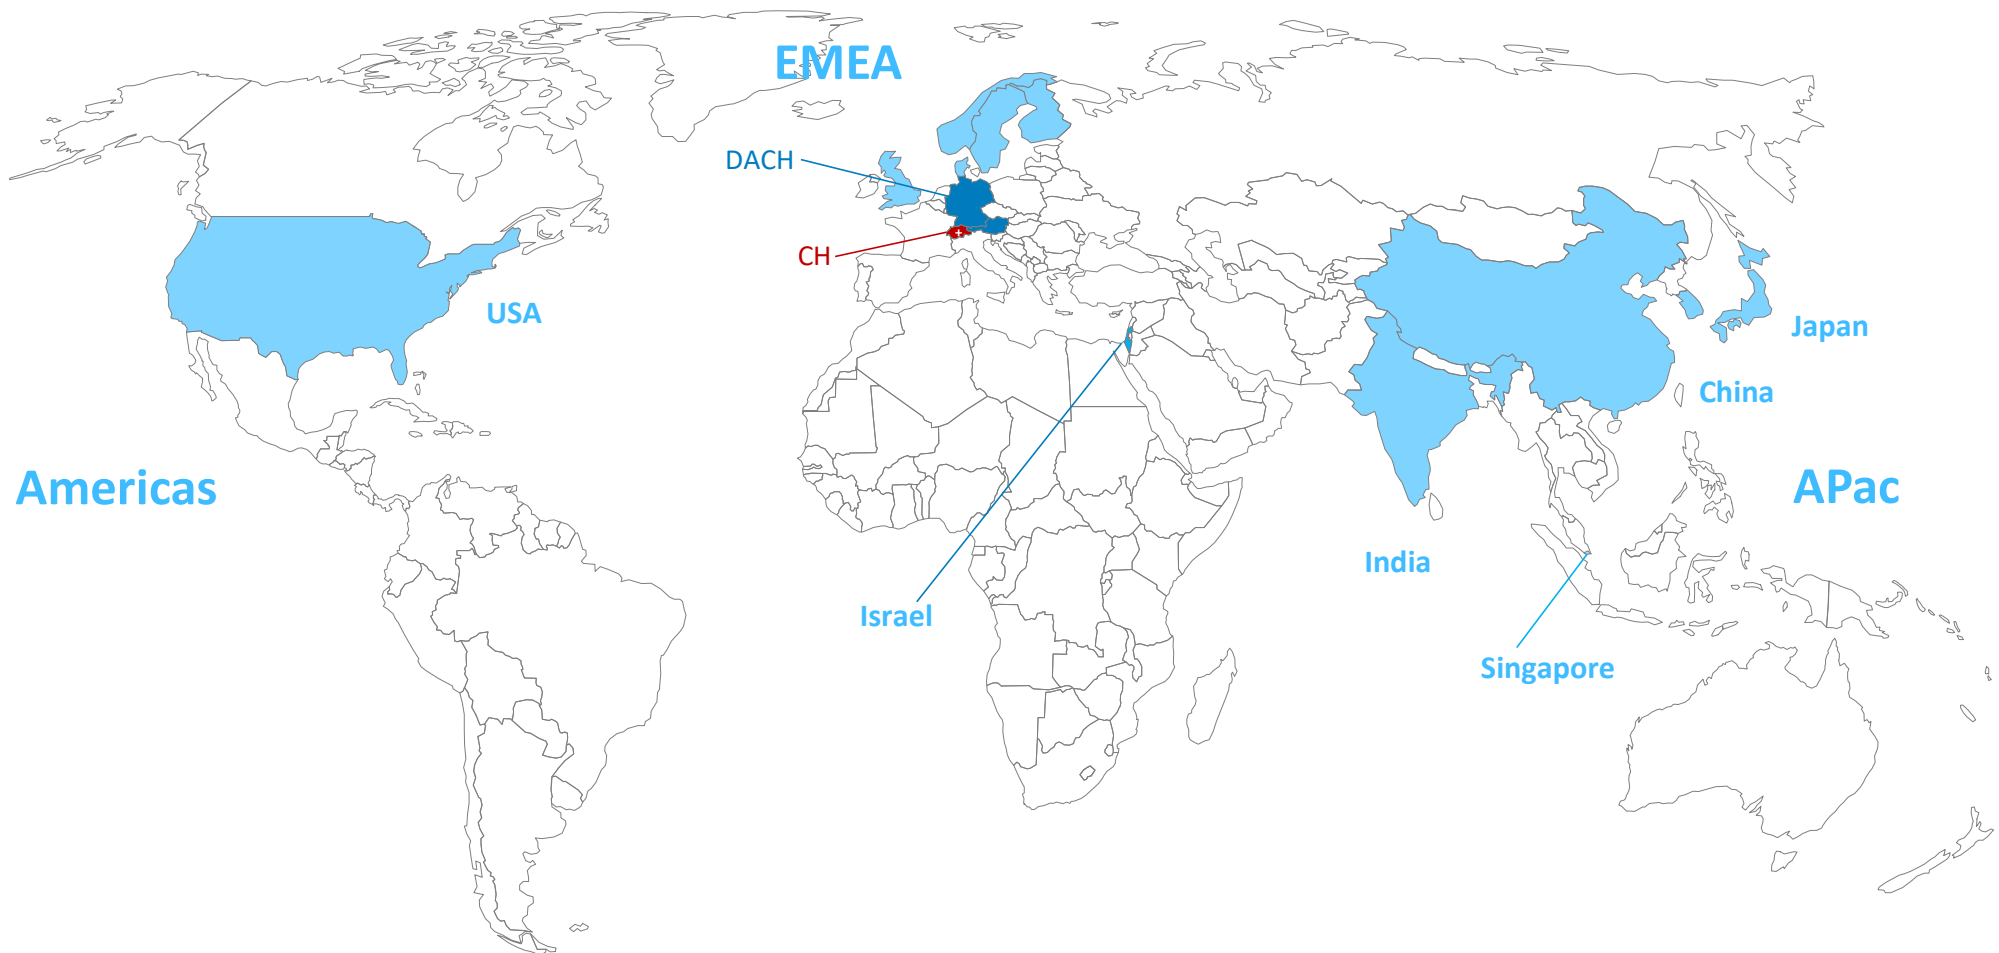 EMEA
DACH
CH
USA
Japan
China
Americas
APac
India
Israel
Singapore